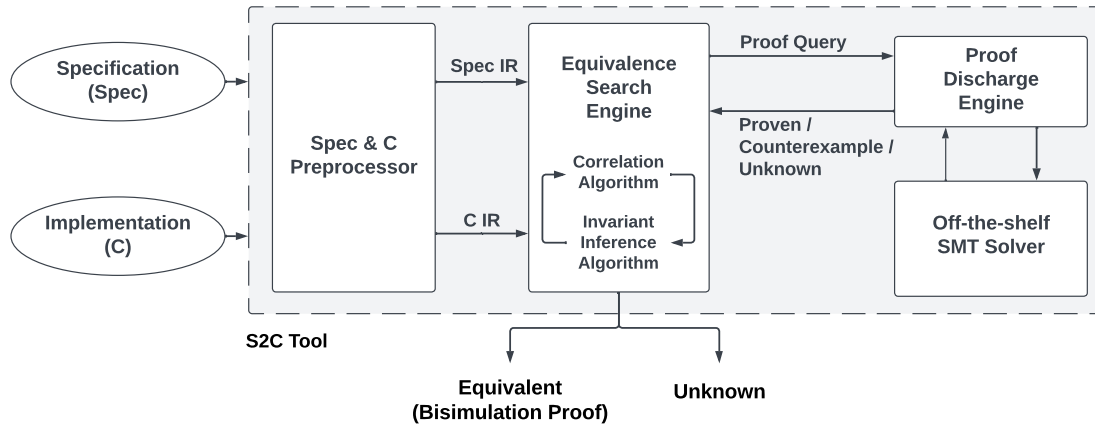 Specification
(Spec)
Implementation
(C)
Spec & C
Preprocessor
Spec IR
C IR
Equivalence
Search
Engine
Correlation
Algorithm
Invariant
Inference
Algorithm
Proof Query
Proven /
Counterexample /
Unknown
Proof
Discharge
Engine
Off-the-shelf
SMT Solver
S2C Tool
Equivalent
(Bisimulation Proof)
Unknown